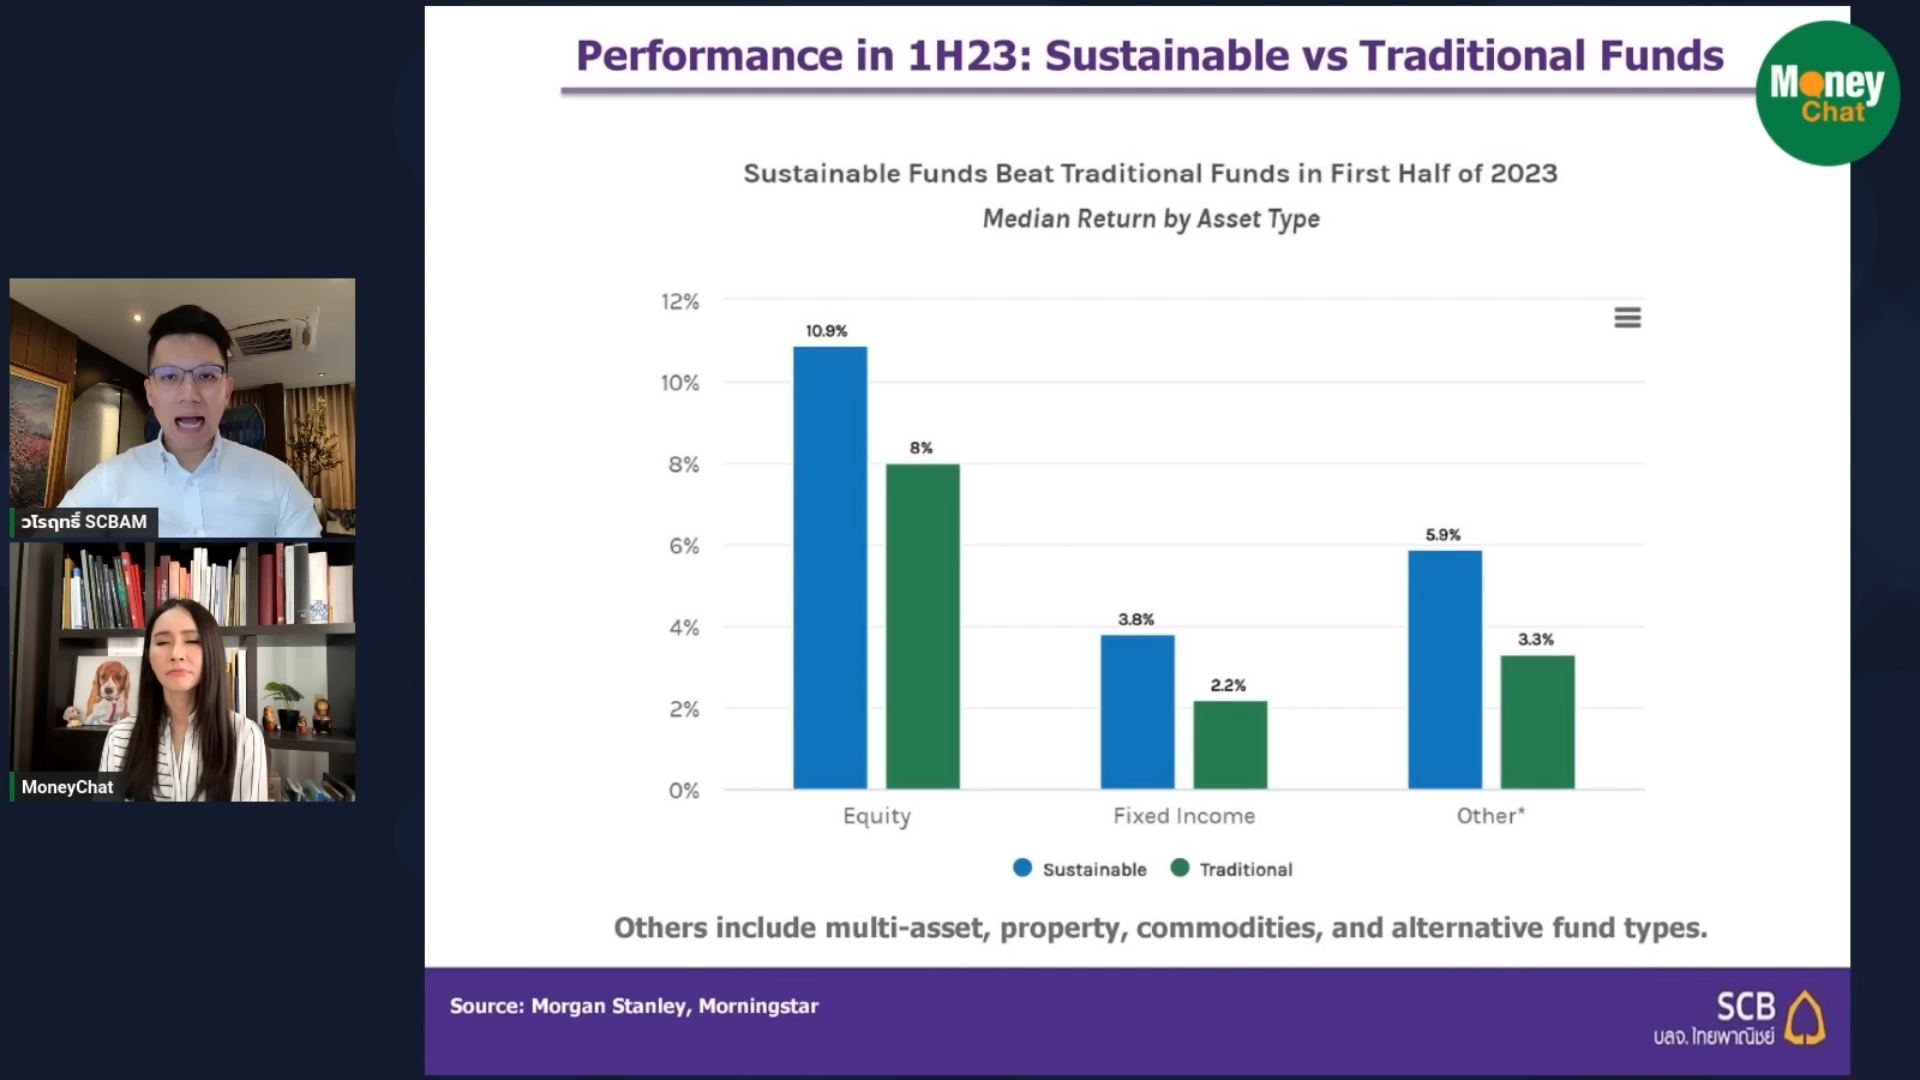 Performance in 1H23: Sustainable vs Traditional Funds
Money
Chat
Sustainable Funds Beat Traditional Funds in First Half of 2023
Median Return by Asset Type
12%
10%
8%
6%
4%
2%
0%
10.9%
8%
3.8%
2.2%
5.9%
3.3%
Equity
Fixed Income
Other*
Sustainable
Traditional
Others include multi-asset, property, commodities, and alternative fund types.
Source: Morgan Stanley, Morningstar
SCB
บลจ. ไทยพาณิชย์
วโรฤทธิ์ SCBAM
MoneyChat